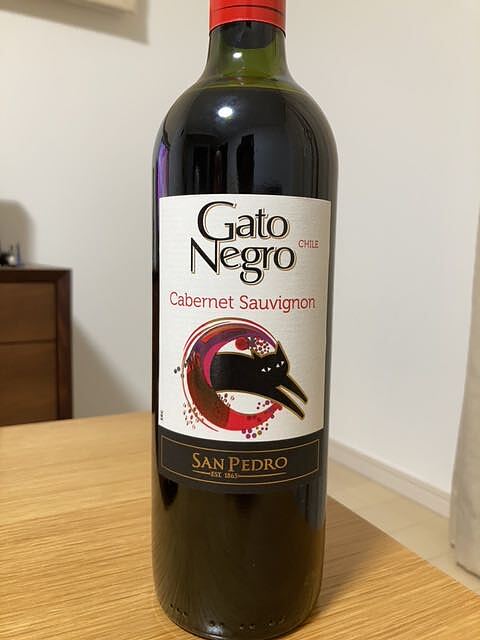 Gato
Negro
CHILE
Cabernet Sauvignon
SAN PEDRO
EST. 1865